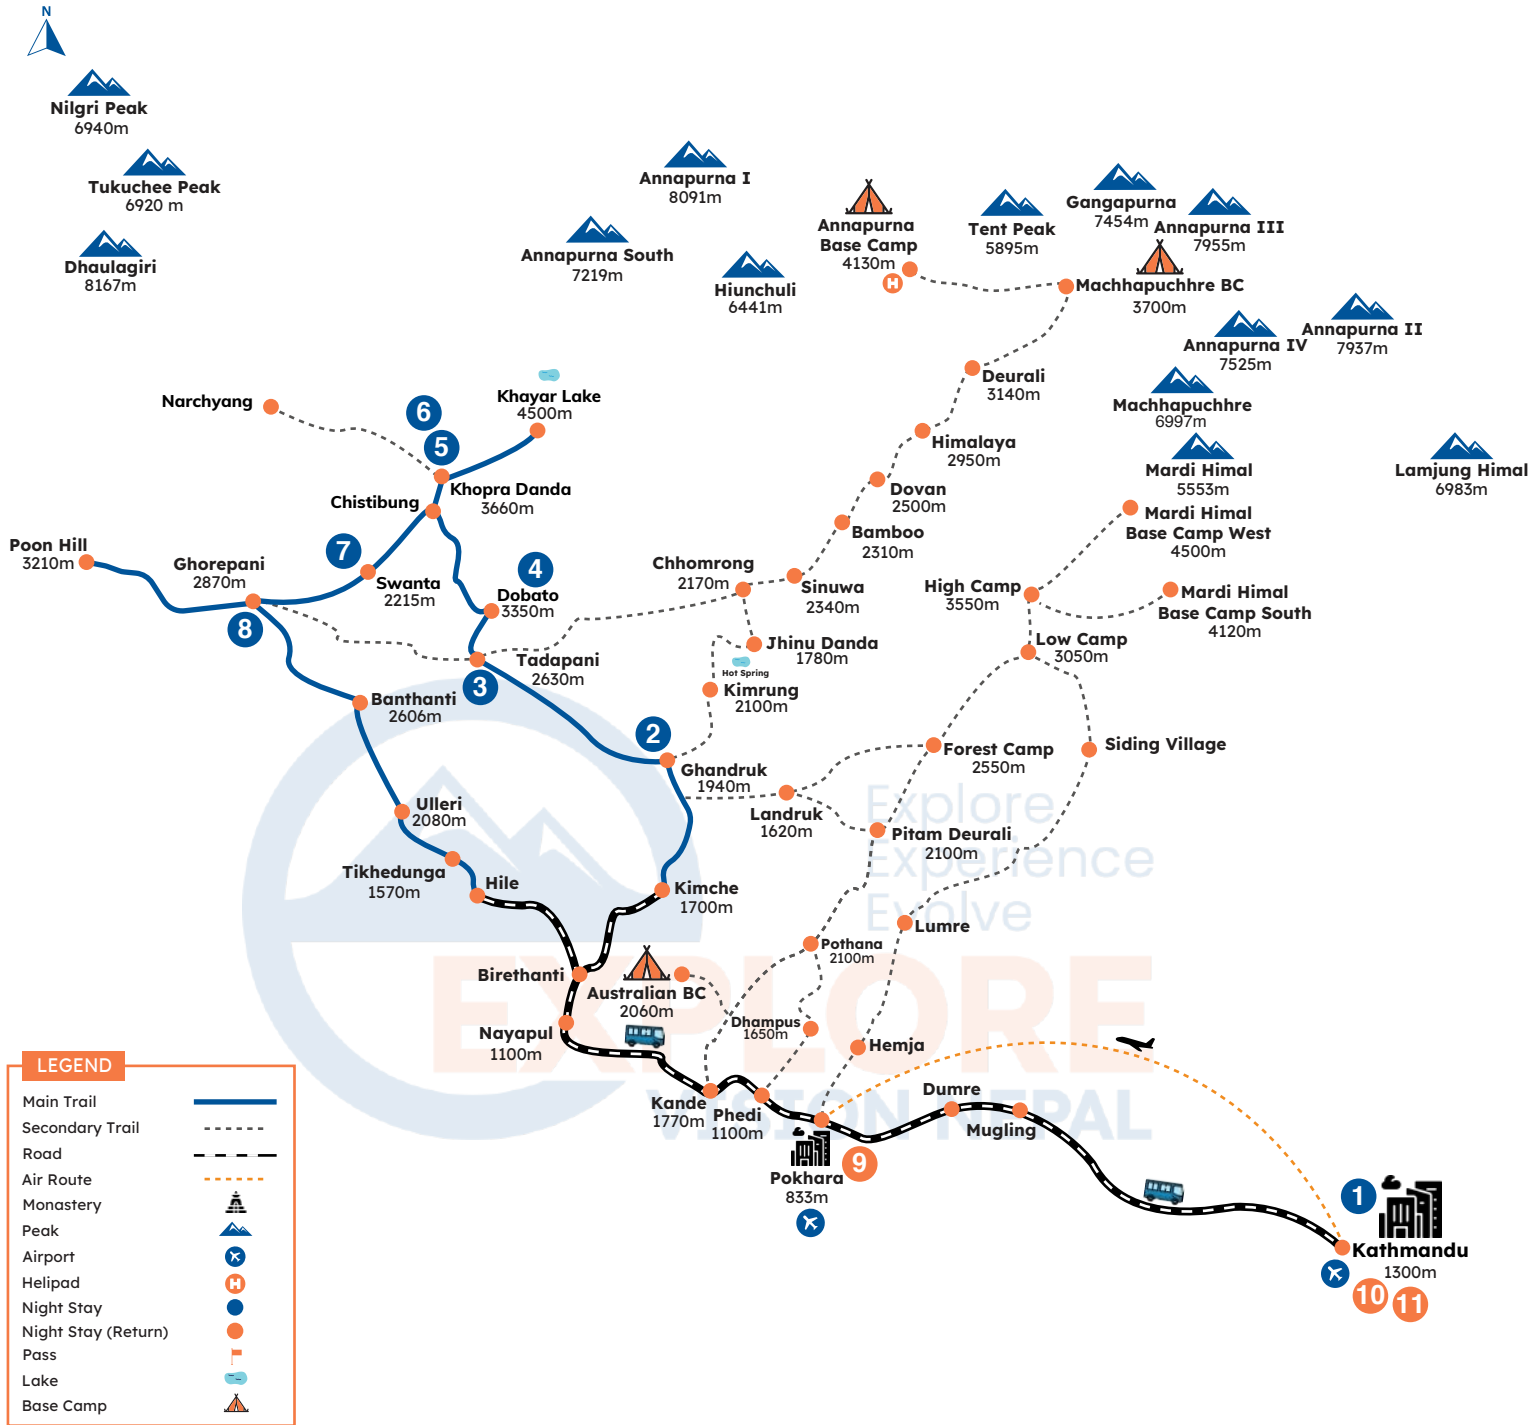 N
Nilgri Peak
6940m
Tukuchee Peak
6920 m
Dhaulagiri
8167m
Annapurna I
8091m
Annapurna South
7219m
Hiunchuli
6441m
Annapurna
Base Camp
4130m
H
Tent Peak
5895m
Gangapurna
7454m
Annapurna III
7955m
Machhapuchhre BC
3700m
Annapurna II
7937m
Annapurna IV
7525m
Machhapuchhre
6997m
Mardi Himal
5553m
Lamjung Himal
6983m
Deurali
3140m
Himalaya
2950m
Dovan
2500m
Bamboo
2310m
Sinuwa
2340m
Chhomrong
2170m
Jhinu Danda
1780m
Hot Spring
Kimrung
2100m
Mardi Himal
Base Camp West
4500m
High Camp
3550m
Mardi Himal
Base Camp South
4120m
Low Camp
3050m
Siding Village
Forest Camp
2550m
Narchyang
6
5
Khayar Lake
4500m
Khopra Danda
3660m
Chistibung
Poon Hill
3210m
Ghorepani
2870m
7
Swanta
2215m
4
Dobato
3350m
8
Tadapani
2630m
3
Banthanti
2606m
2
Ghandruk
1940m
Landruk
1620m
Pitam Deurali
2100m
Ulleri
2080m
Tikhedunga
1570m
Hile
Kimche
1700m
Explore
Experience
Evolve
EXPLORE
VISION NEPAL
Lumre
Pothana
2100m
Birethanti
Australian BC
2060m
Nayapul
1100m
Dhampus
1650m
Hemja
Kande
1770m
Phedi
1100m
Dumre
Mugling
Pokhara
833m
9
1
Kathmandu
1300m
10
11
LEGEND
Main Trail
Secondary Trail
Road
Air Route
Monastery
Peak
Airport
Helipad
H
Night Stay
Night Stay (Return)
Pass
Lake
Base Camp